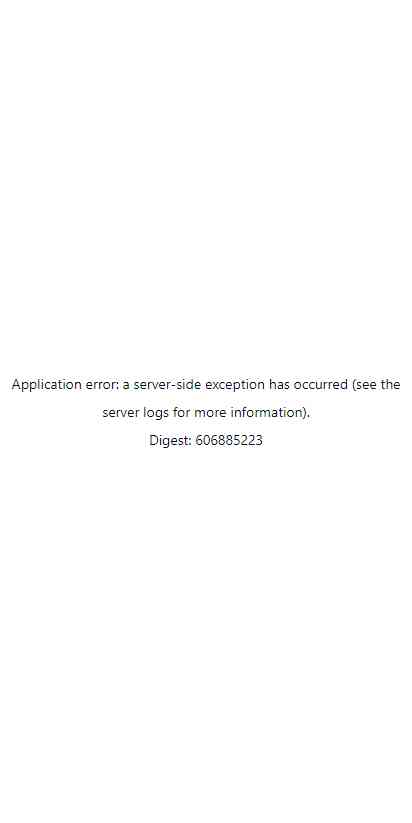 Application error: a server-side exception has occurred (see the
server logs for more information).
Digest: 606885223